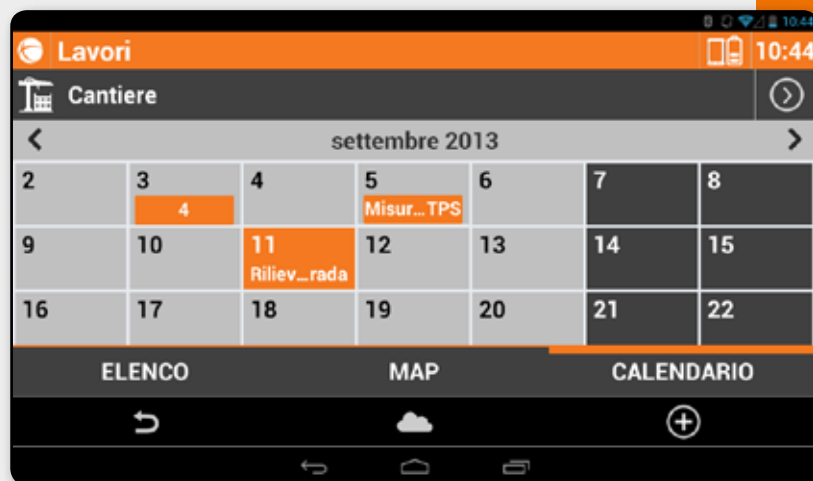 10:44
Lavori 10:44
Cantiere
settembre 2013
2 3 4 5 6 7 8
4 Misur...TPS
9 10 11 12 13 14 15
Riliev...rada
16 17 18 19 20 21 22
ELENCO MAP CALENDARIO